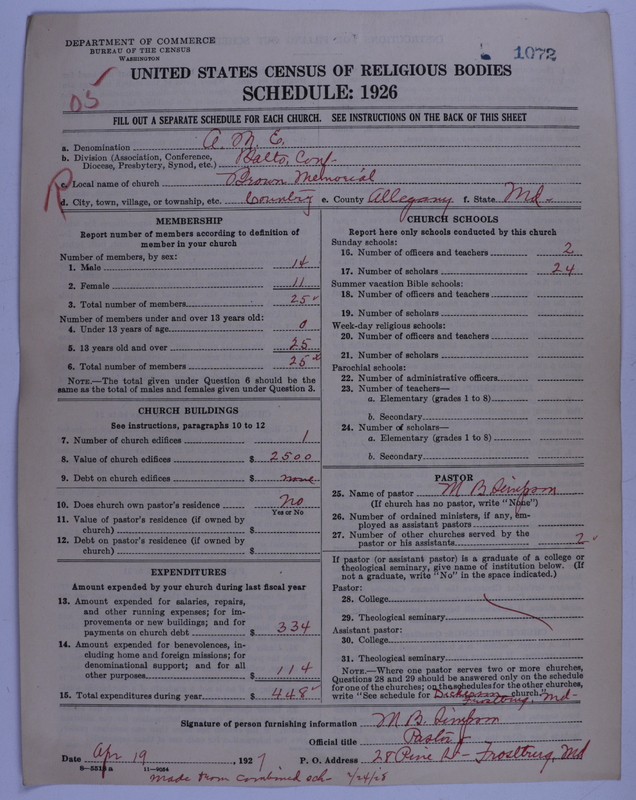 DEPARTMENT OF COMMERCE
BUREAU OF THE CENSUS
WASHINGTON
1072
DS
UNITED STATES CENSUS OF RELIGIOUS BODIES
SCHEDULE: 1926
FILL OUT A SEPARATE SCHEDULE FOR EACH CHURCH. SEE INSTRUCTIONS ON THE BACK OF THIS SHEET
a. Denomination A. M. E.
b. Division (Association, Conference, Diocese, Presbytery, Synod, etc.) Balto, Conf.
R
c. Local name of church Brown Memorial
d. City, town, village, or township, etc. Country e. County Allegany f. State Md
MEMBERSHIP
Report number of members according to definition of
member in your church
Number of members, by sex:
1. Male 14
2. Female 11
3. Total number of members 25
Number of members under and over 13 years old:
4. Under 13 years of age 0
5. 13 years old and over 25
6. Total number of members 25
NOTE.—The total given under Question 6 should be
same as the total of males and females given under Question 3.
CHURCH BUILDINGS
See instructions, paragraphs 10 to 12
7. Number of church edifices 1
8. Value of church edifices $ 2500
9. Debt on church edifices $ none
10. Does church own pastor's residence? no
Yes or No
11. Value of pastor's residence (if owned by
church) $
12. Debt on pastor's residence (if owned by
church) $
EXPENDITURES
Amount expended by your church during last fiscal year
13. Amount expended for salaries, repairs,
and other running expenses; for im-
provements or new buildings; and for
payments on church debt $ 334
14. Amount expended for benevolences, in-
cluding home and foreign missions; for
denominational support; and for all
other purposes $ 114
15. Total expenditures during year $ 448
CHURCH SCHOOLS
Report here only schools conducted by this church
Sunday schools:
16. Number of officers and teachers 2
17. Number of scholars 24
Summer vacation Bible schools:
18. Number of officers and teachers
19. Number of scholars
Week-day religious schools:
20. Number of officers and teachers
21. Number of scholars
Parochial schools:
22. Number of administrative officers
23. Number of teachers—
a. Elementary (grades 1 to 8)
b. Secondary
24. Number of scholars—
a. Elementary (grades 1 to 8)
b. Secondary
PASTOR
25. Name of pastor M B Simpson
(If church has no pastor, write "None")
26. Number of ordained ministers, if any, em-
ployed as assistant pastors
27. Number of other churches served by the
pastor or his assistants 2
If pastor (or assistant pastor) is a graduate of a college or
theological seminary, give name of institution below. (If
not a graduate, write "No" in the space indicated.)
Pastor:
28. College
29. Theological seminary
Assistant pastor:
30. College
31. Theological seminary
NOTE.—Where one pastor serves two or more churches,
Questions 28 and 29 should be answered only on the schedule
for one of the churches; on the schedules for the other churches,
write "See schedule for Dickerson church." Frostburg, Md
Signature of person furnishing information M B. Simpson
Official title Pastor
Date Apr 19, 1927 P. O. Address 28 Pine St - Frostburg, Md
8—5513a 11—9064
made from combined sch- 4/24/28